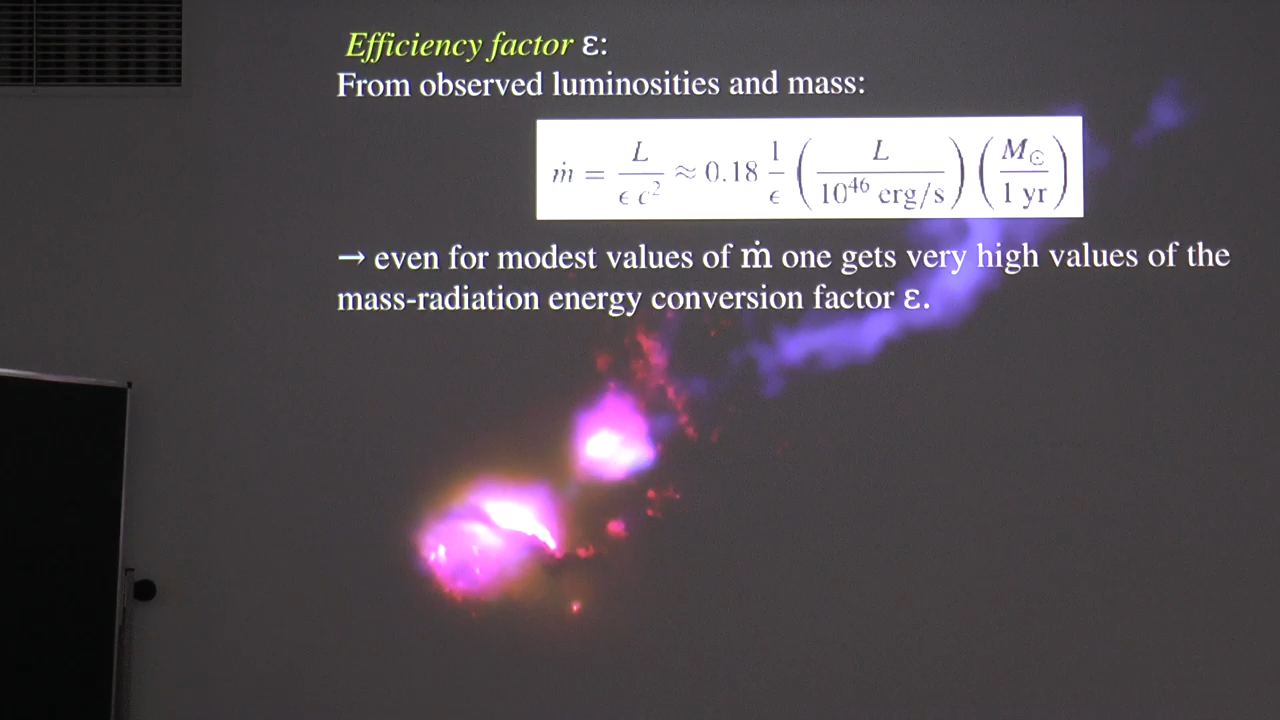 Efficiency factor ε:
From observed luminosities and mass:
ṁ = L / (ϵ c²) ≈ 0.18 1/ϵ (L / 10⁴⁶ erg/s) (M☉ / 1 yr)
→ even for modest values of ṁ one gets very high values of the
mass-radiation energy conversion factor ε.